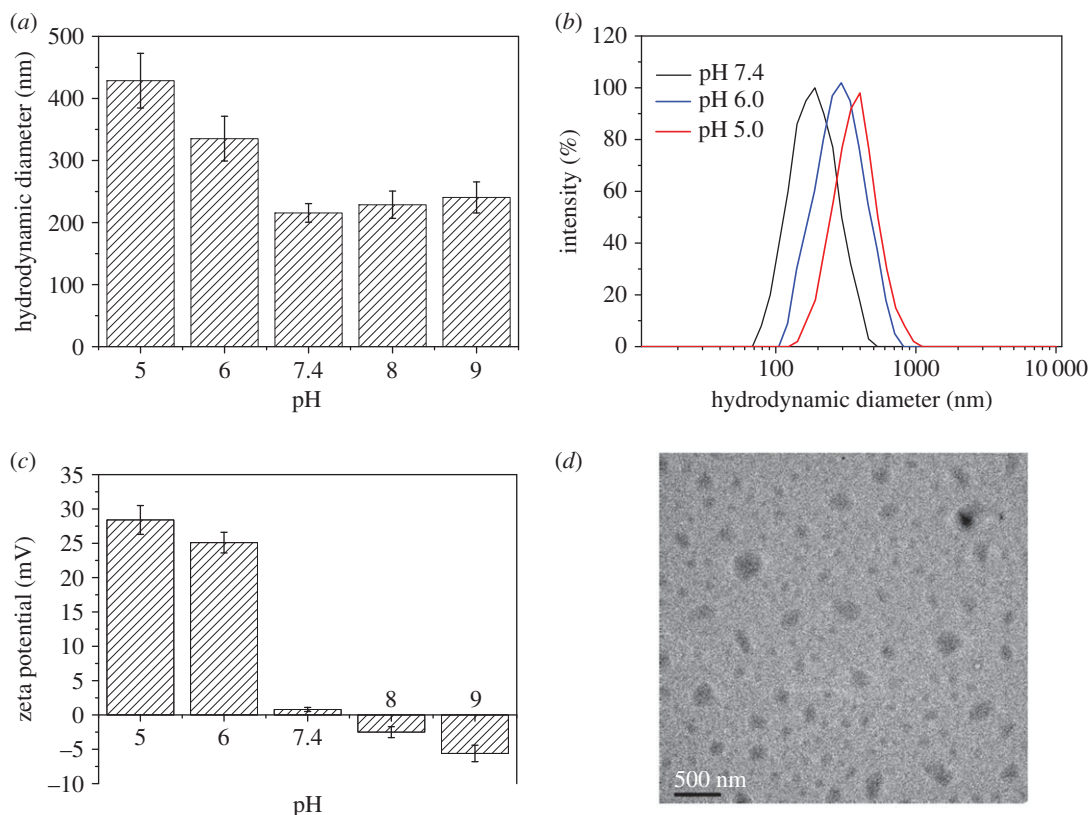 (a)
500
400
300
200
100
0
hydrodynamic diameter (nm)
5 6 7.4 8 9
pH
(b)
120
100
80
60
40
20
0
intensity (%)
pH 7.4
pH 6.0
pH 5.0
100 1000 10 000
hydrodynamic diameter (nm)
(c)
35
30
25
20
15
10
5
0
–5
–10
zeta potential (mV)
5 6 7.4 8 9
pH
(d)
500 nm